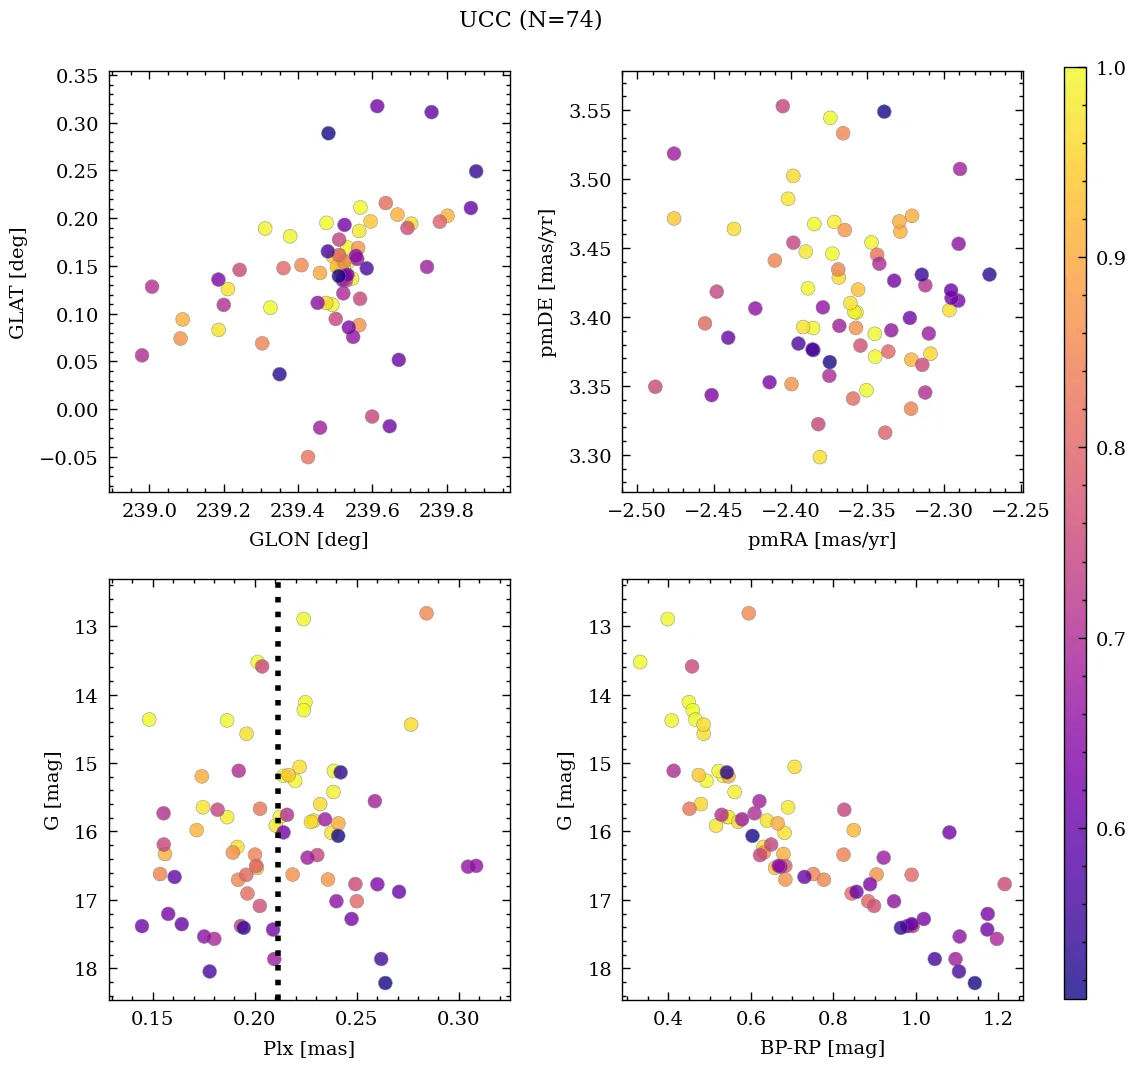 UCC (N=74)
0.35
0.30
0.25
0.20
0.15
0.10
0.05
0.00
−0.05
GLAT [deg]
239.0 239.2 239.4 239.6 239.8
GLON [deg]
3.55
3.50
3.45
3.40
3.35
3.30
pmDE [mas/yr]
−2.50 −2.45 −2.40 −2.35 −2.30 −2.25
pmRA [mas/yr]
13
14
15
16
17
18
G [mag]
0.15 0.20 0.25 0.30
Plx [mas]
13
14
15
16
17
18
G [mag]
0.4 0.6 0.8 1.0 1.2
BP-RP [mag]
1.0
0.9
0.8
0.7
0.6